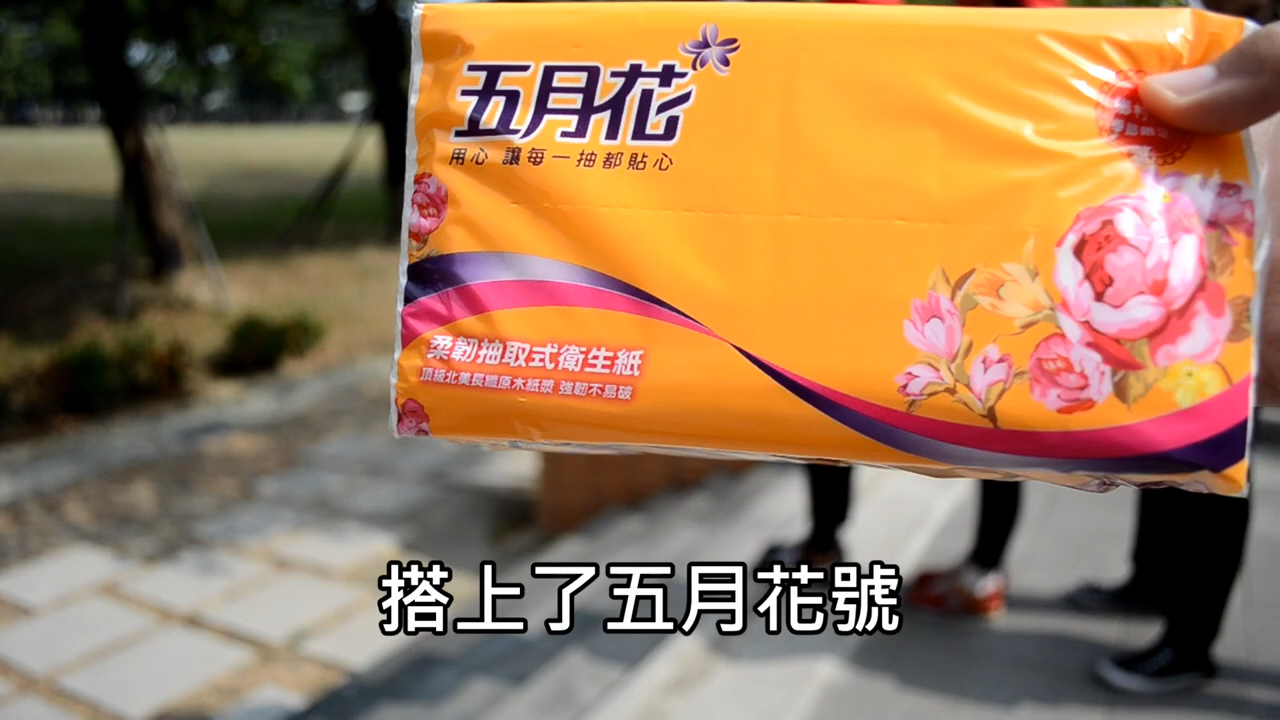 五月花
用心 讓每一抽都貼心
柔韌抽取式衛生紙
頂級北美長纖原木紙漿 強韌不易破
搭上了五月花號